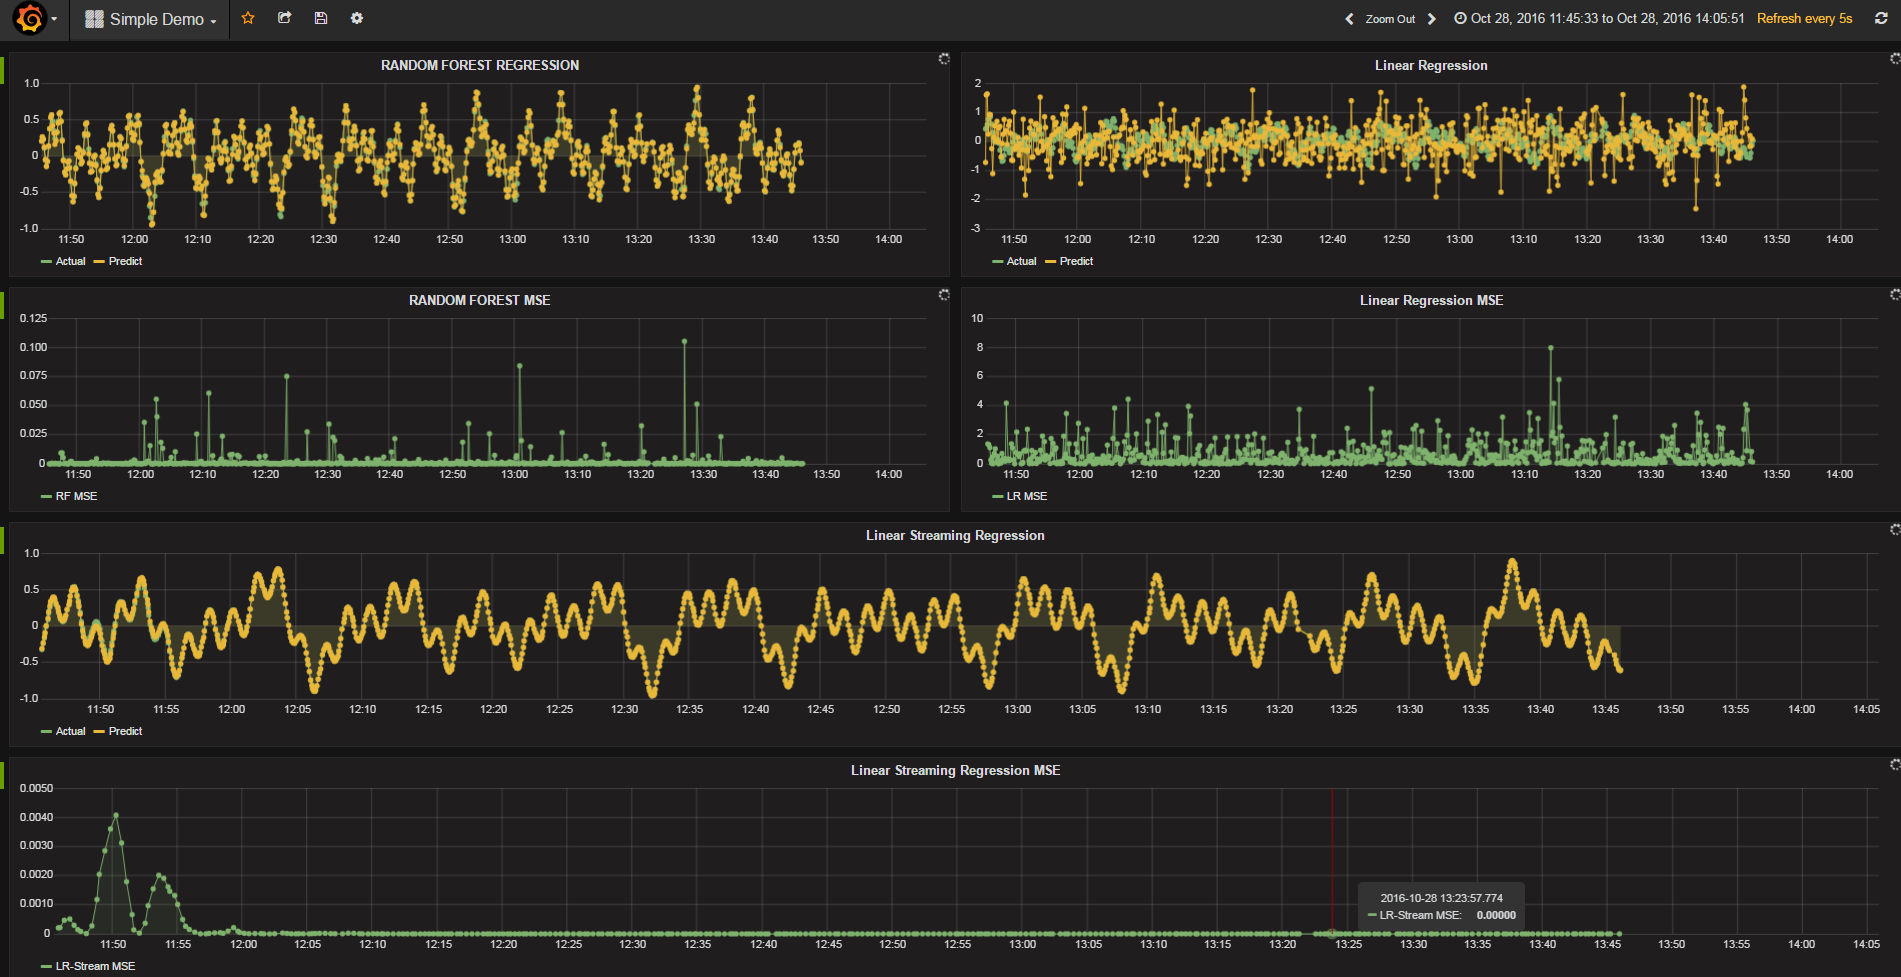 Simple Demo
Zoom Out
Oct 28, 2016 11:45:33 to Oct 28, 2016 14:05:51
Refresh every 5s
RANDOM FOREST REGRESSION
1.0
0.5
0
-0.5
-1.0
11:50 12:00 12:10 12:20 12:30 12:40 12:50 13:00 13:10 13:20 13:30 13:40 13:50 14:00
Actual Predict
Linear Regression
2
1
0
-1
-2
-3
11:50 12:00 12:10 12:20 12:30 12:40 12:50 13:00 13:10 13:20 13:30 13:40 13:50 14:00
Actual Predict
RANDOM FOREST MSE
0.125
0.100
0.075
0.050
0.025
0
11:50 12:00 12:10 12:20 12:30 12:40 12:50 13:00 13:10 13:20 13:30 13:40 13:50 14:00
RF MSE
Linear Regression MSE
10
8
6
4
2
0
11:50 12:00 12:10 12:20 12:30 12:40 12:50 13:00 13:10 13:20 13:30 13:40 13:50 14:00
LR MSE
Linear Streaming Regression
1.0
0.5
0
-0.5
-1.0
11:50 11:55 12:00 12:05 12:10 12:15 12:20 12:25 12:30 12:35 12:40 12:45 12:50 12:55 13:00 13:05 13:10 13:15 13:20 13:25 13:30 13:35 13:40 13:45 13:50 13:55 14:00 14:05
Actual Predict
Linear Streaming Regression MSE
0.0050
0.0040
0.0030
0.0020
0.0010
0
2016-10-28 13:23:57.774
LR-Stream MSE: 0.00000
11:50 11:55 12:00 12:05 12:10 12:15 12:20 12:25 12:30 12:35 12:40 12:45 12:50 12:55 13:00 13:05 13:10 13:15 13:20 13:25 13:30 13:35 13:40 13:45 13:50 13:55 14:00 14:05
LR-Stream MSE